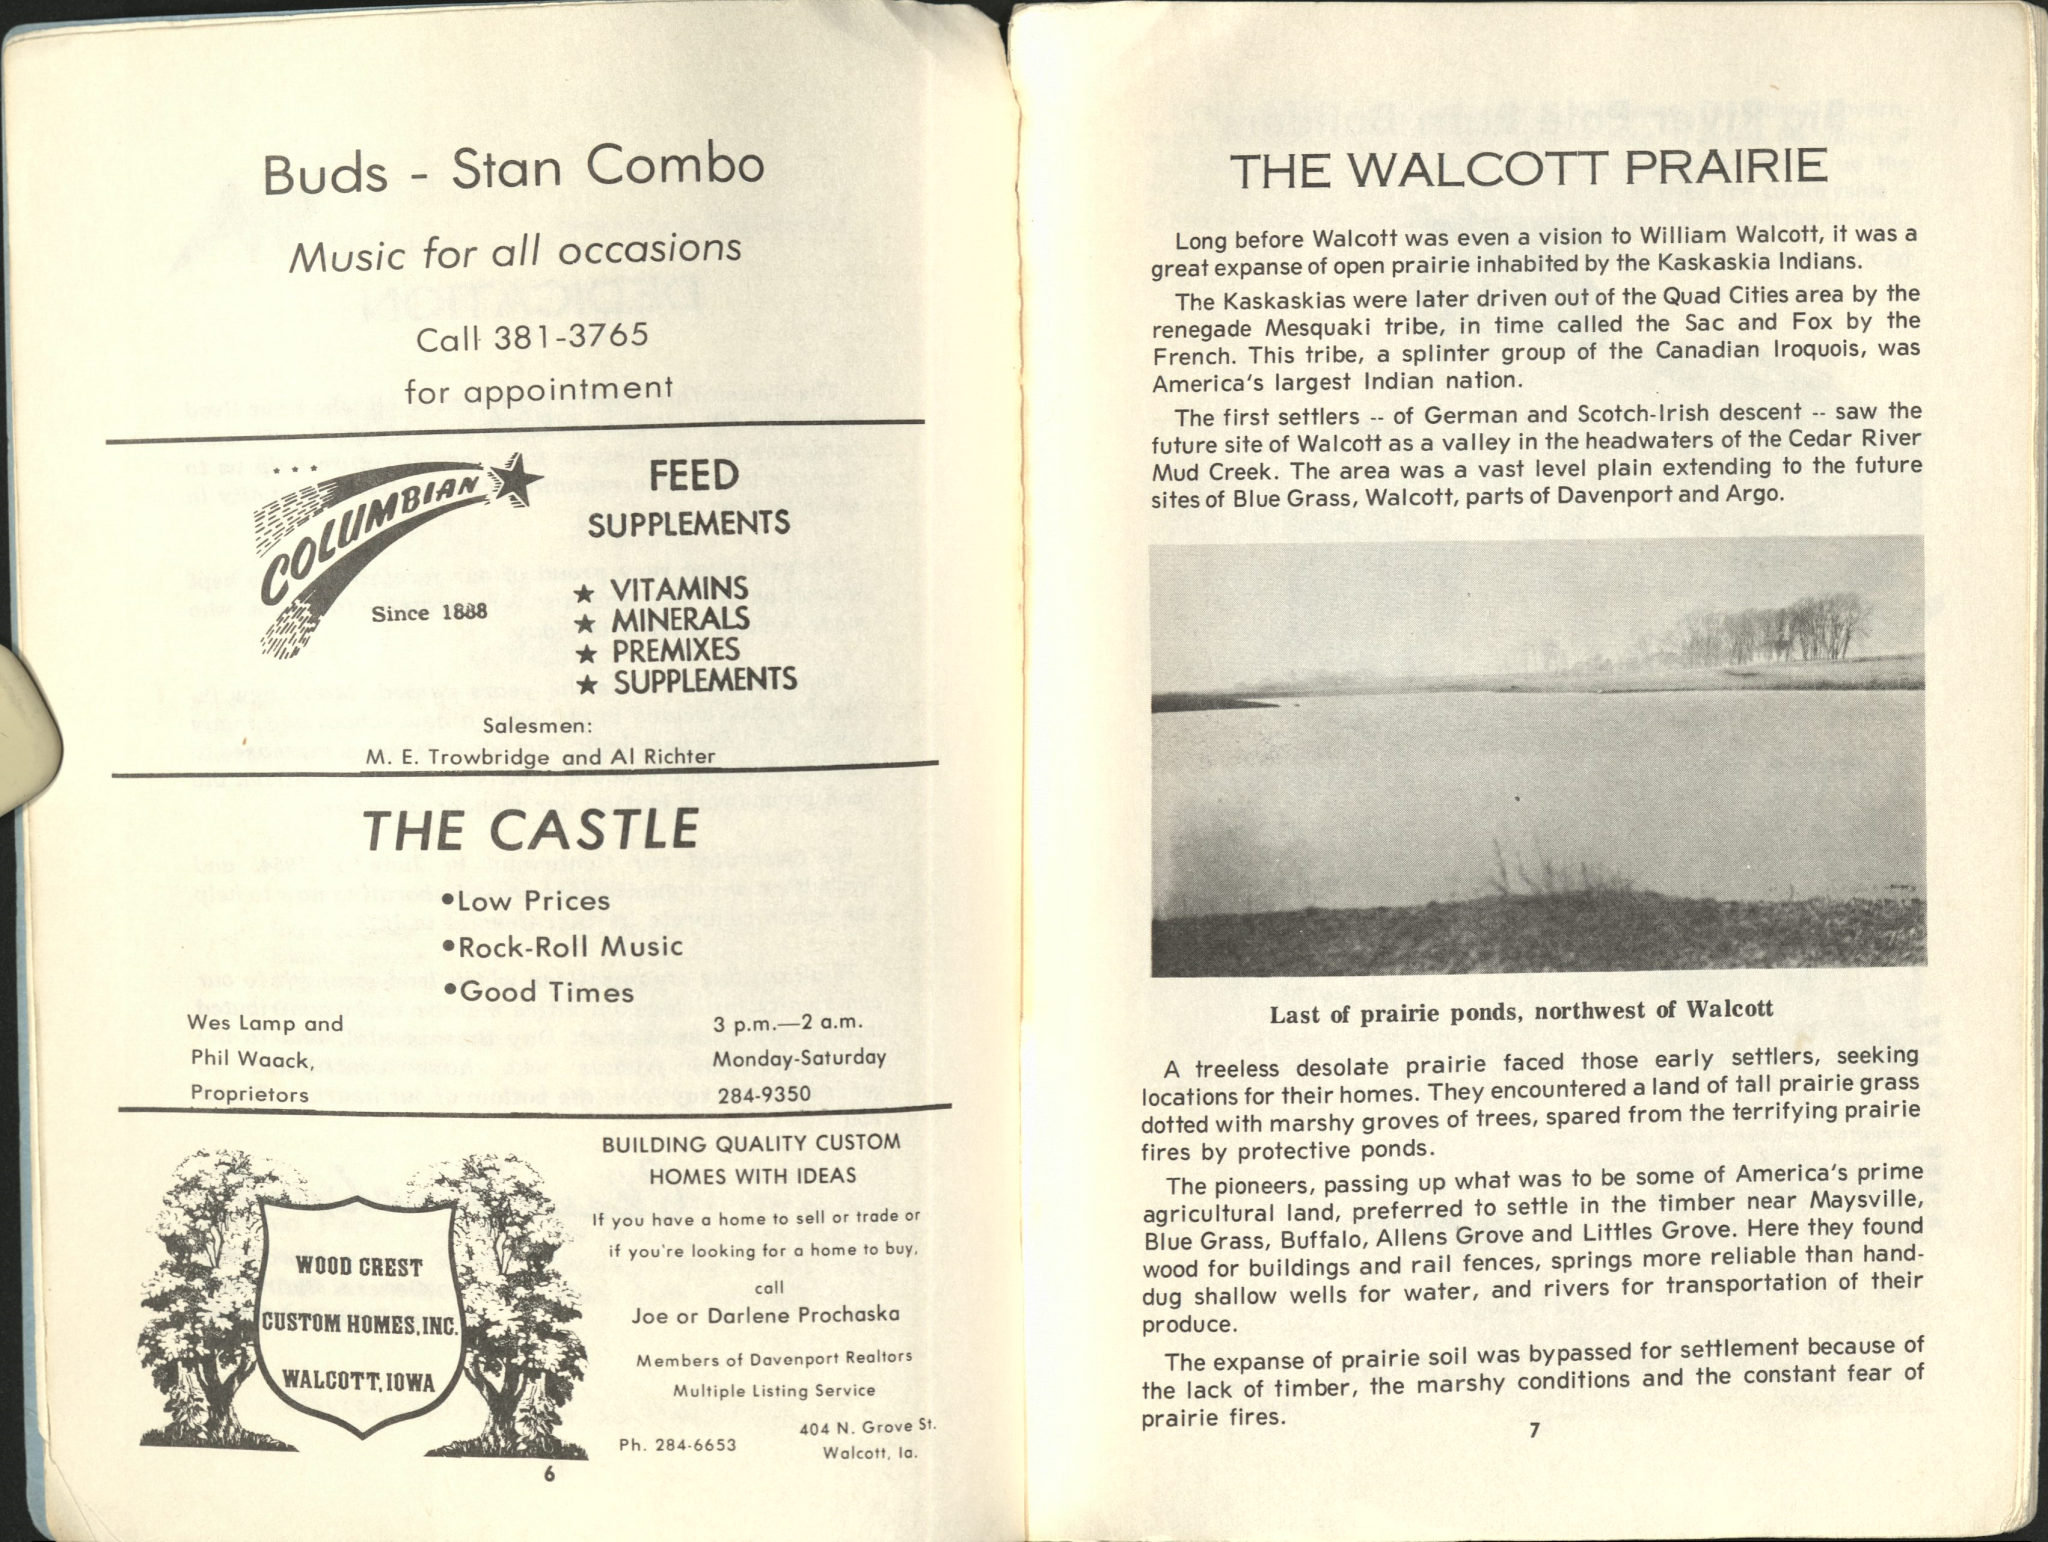 Buds - Stan Combo
Music for all occasions
Call 381-3765
for appointment
COLUMBIAN
Since 1888
FEED
SUPPLEMENTS
★ VITAMINS
★ MINERALS
★ PREMIXES
★ SUPPLEMENTS
Salesmen:
M. E. Trowbridge and Al Richter
THE CASTLE
•Low Prices
•Rock-Roll Music
•Good Times
Wes Lamp and
Phil Waack,
Proprietors
3 p.m.—2 a.m.
Monday-Saturday
284-9350
WOOD CREST
CUSTOM HOMES, INC.
WALCOTT, IOWA
BUILDING QUALITY CUSTOM
HOMES WITH IDEAS
If you have a home to sell or trade or
if you're looking for a home to buy,
call
Joe or Darlene Prochaska
Members of Davenport Realtors
Multiple Listing Service
Ph. 284-6653
404 N. Grove St.
Walcott, Ia.
6
THE WALCOTT PRAIRIE
Long before Walcott was even a vision to William Walcott, it was a
great expanse of open prairie inhabited by the Kaskaskia Indians.
The Kaskaskias were later driven out of the Quad Cities area by the
renegade Mesquaki tribe, in time called the Sac and Fox by the
French. This tribe, a splinter group of the Canadian Iroquois, was
America's largest Indian nation.
The first settlers -- of German and Scotch-Irish descent -- saw the
future site of Walcott as a valley in the headwaters of the Cedar River
Mud Creek. The area was a vast level plain extending to the future
sites of Blue Grass, Walcott, parts of Davenport and Argo.
Last of prairie ponds, northwest of Walcott
A treeless desolate prairie faced those early settlers, seeking
locations for their homes. They encountered a land of tall prairie grass
dotted with marshy groves of trees, spared from the terrifying prairie
fires by protective ponds.
The pioneers, passing up what was to be some of America's prime
agricultural land, preferred to settle in the timber near Maysville,
Blue Grass, Buffalo, Allens Grove and Littles Grove. Here they found
wood for buildings and rail fences, springs more reliable than hand-
dug shallow wells for water, and rivers for transportation of their
produce.
The expanse of prairie soil was bypassed for settlement because of
the lack of timber, the marshy conditions and the constant fear of
prairie fires.
7